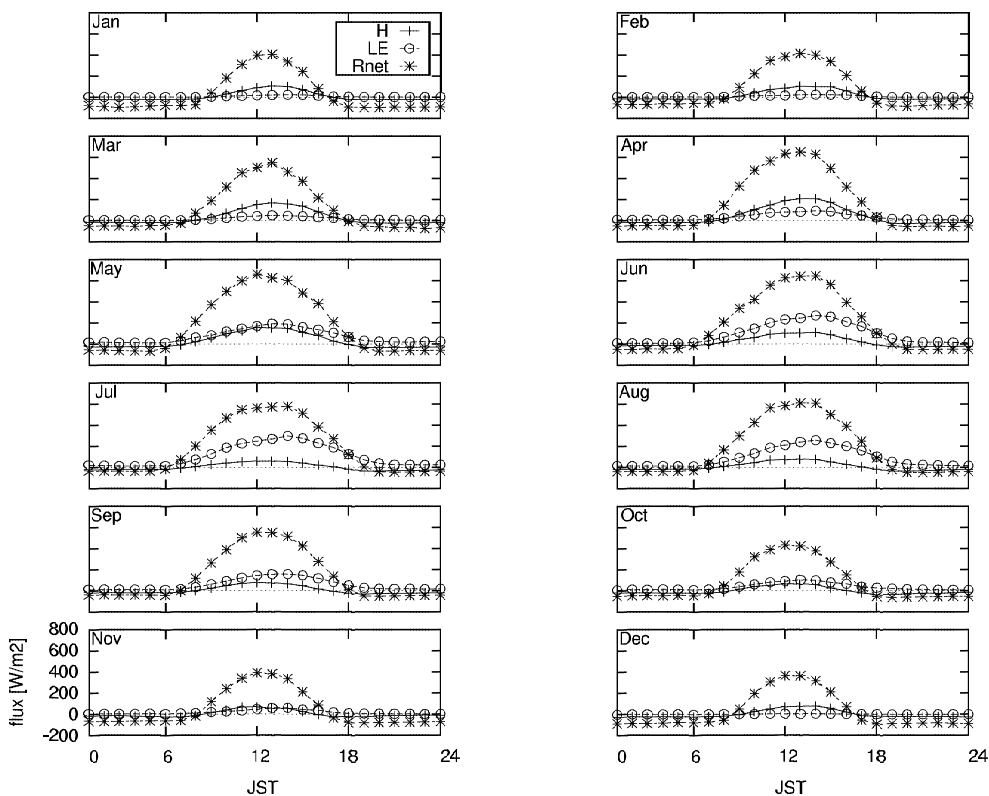 Jan
H
LE
Rnet
Feb
Mar
Apr
May
Jun
Jul
Aug
Sep
Oct
Nov
Dec
flux [W/m2]
800
600
400
200
0
-200
0 6 12 18 24
JST
0 6 12 18 24
JST